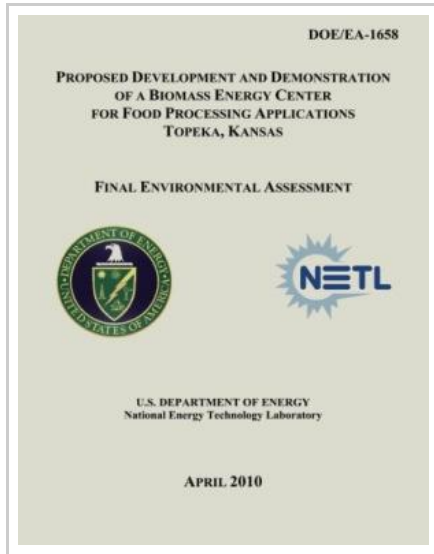 DOE/EA-1658
PROPOSED DEVELOPMENT AND DEMONSTRATION
OF A BIOMASS ENERGY CENTER
FOR FOOD PROCESSING APPLICATIONS
TOPEKA, KANSAS
FINAL ENVIRONMENTAL ASSESSMENT
DEPARTMENT OF ENERGY
UNITED STATES OF AMERICA
NETL
U.S. DEPARTMENT OF ENERGY
National Energy Technology Laboratory
APRIL 2010